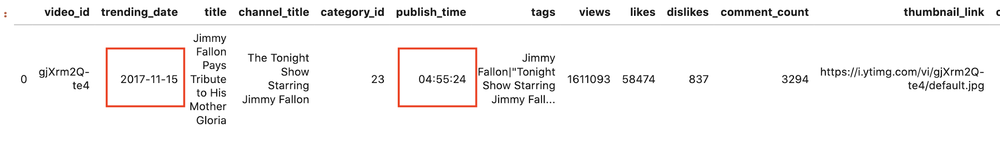 video_id trending_date title channel_title category_id publish_time tags views likes dislikes comment_count thumbnail_link
0
gjXrm2Q-
te4
2017-11-15
Jimmy
Fallon
Pays
Tribute
to His
Mother
Gloria
The Tonight
Show
Starring
Jimmy Fallon
23
04:55:24
Jimmy
Fallon|"Tonight
Show Starring
Jimmy Fall...
1611093
58474
837
3294
https://i.ytimg.com/vi/gjXrm2Q-
te4/default.jpg